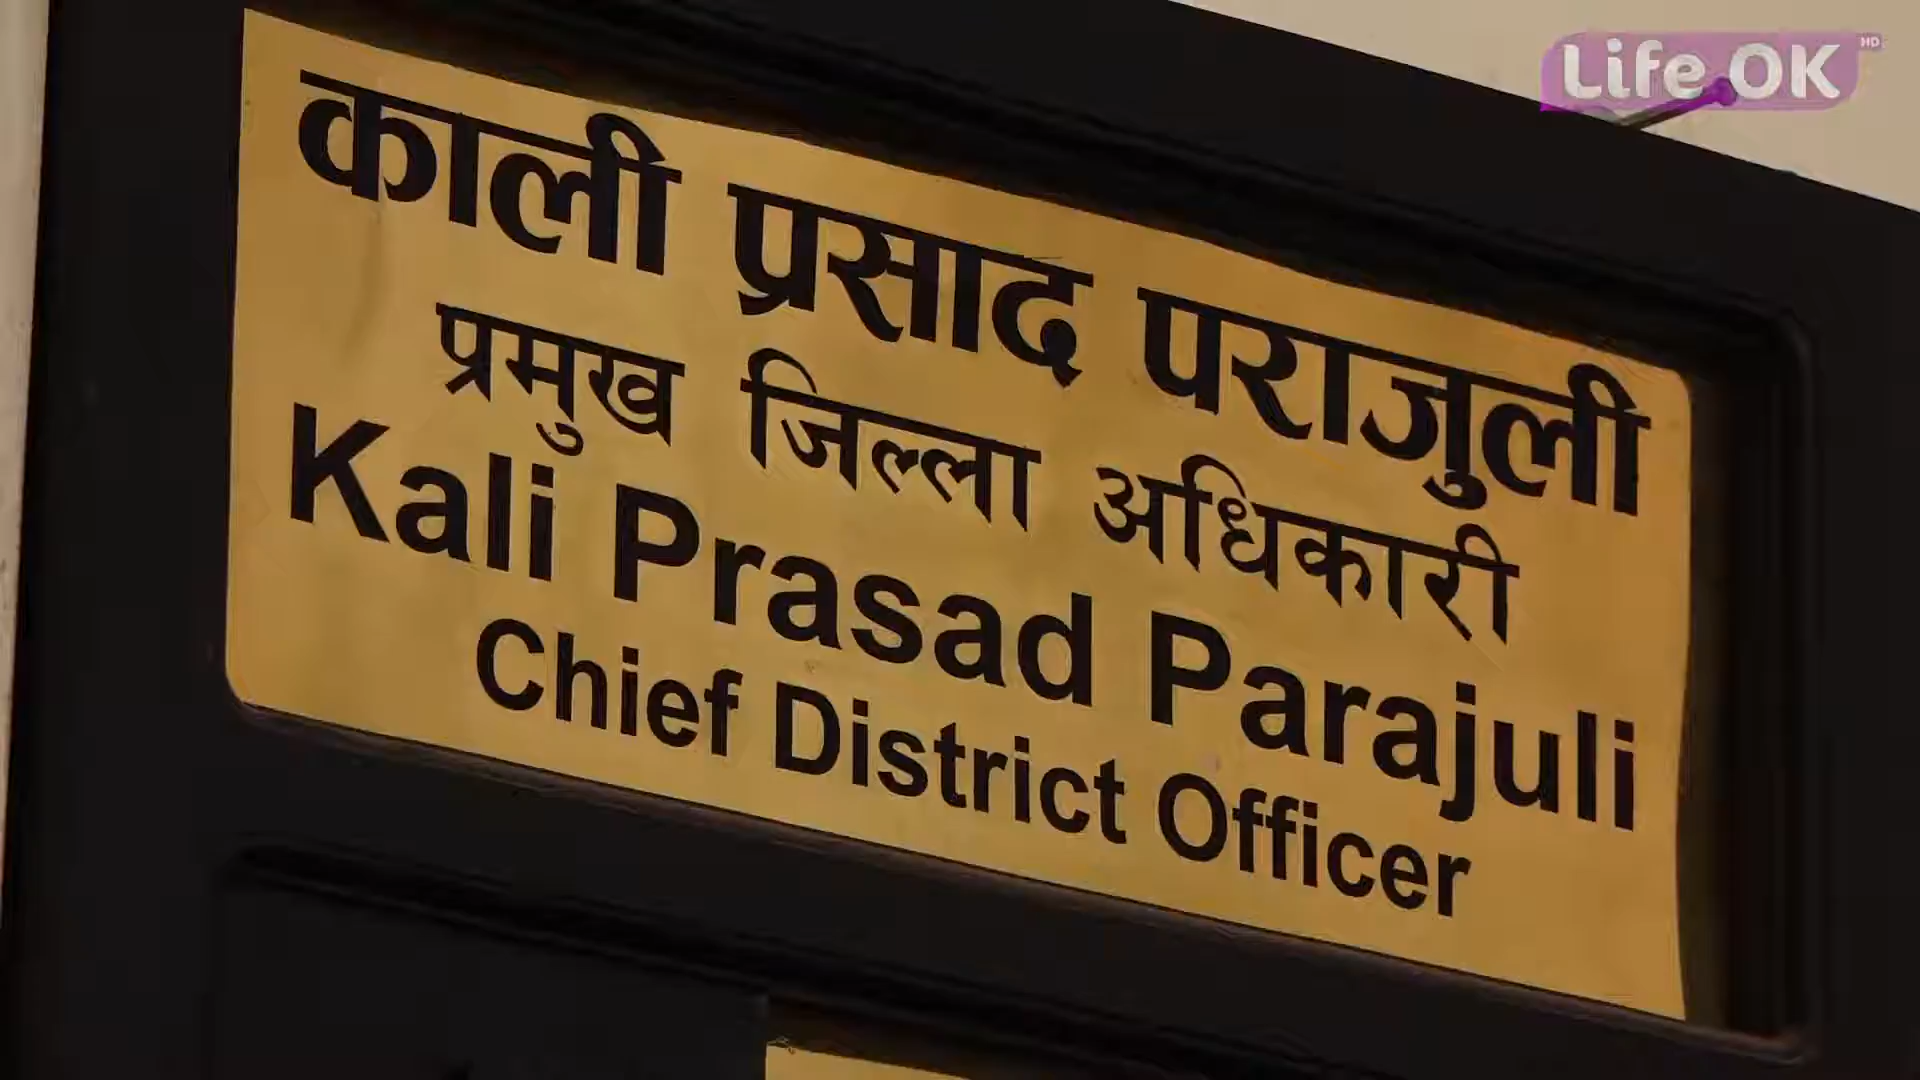 Life OK HD
काली प्रसाद पराजुली
प्रमुख जिल्ला अधिकारी
Kali Prasad Parajuli
Chief District Officer